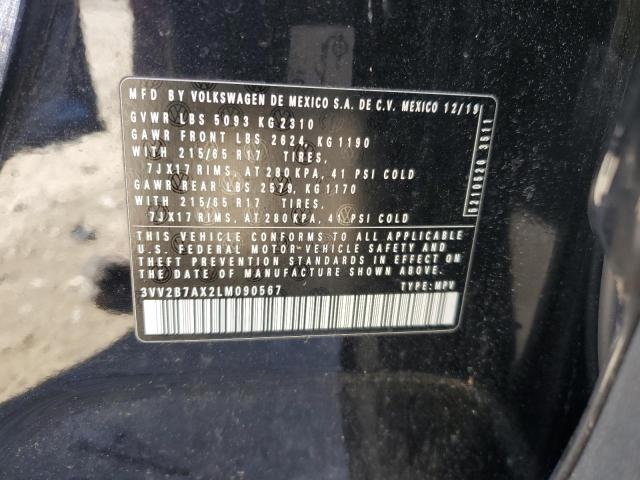 MFD BY VOLKSWAGEN DE MEXICO S.A. DE C.V. MEXICO 12/19
GVWR LBS 5093 KG 2310
GAWR FRONT LBS 2624, KG 1190
WITH 215/65 R17 TIRES,
7JX17 RIMS, AT 280 KPA, 41 PSI COLD
GAWR REAR LBS 2579, KG 1170
WITH 215/65 R17 TIRES,
7JX17 RIMS, AT 280 KPA, 41 PSI COLD
THIS VEHICLE CONFORMS TO ALL APPLICABLE
U.S. FEDERAL MOTOR VEHICLE SAFETY AND
THEFT PREVENTION STANDARDS IN EFFECT
ON THE DATE OF MANUFACTURE SHOWN ABOVE
3VV2B7AX2LM090567 TYPE: MPV
5210520 3511